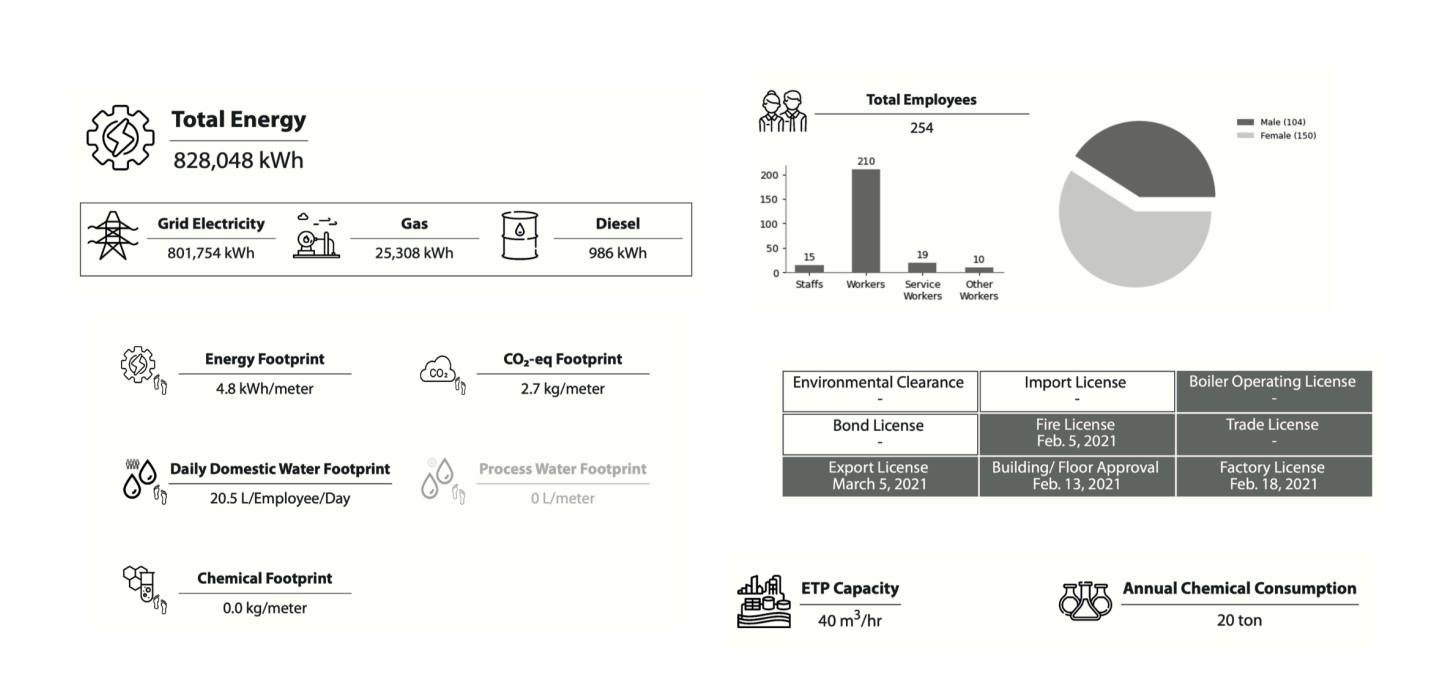 Total Energy
828,048 kWh
Grid Electricity
801,754 kWh
Gas
25,308 kWh
Diesel
986 kWh
Energy Footprint
4.8 kWh/meter
CO₂-eq Footprint
2.7 kg/meter
CO₂
Daily Domestic Water Footprint
20.5 L/Employee/Day
Process Water Footprint
0 L/meter
Chemical Footprint
0.0 kg/meter
Total Employees
254
200
150
100
50
0
15
210
19
10
Staffs
Workers
Service
Workers
Other
Workers
Male (104)
Female (150)
Environmental Clearance
-
Import License
-
Boiler Operating License
-
Bond License
-
Fire License
Feb. 5, 2021
Trade License
-
Export License
March 5, 2021
Building/ Floor Approval
Feb. 13, 2021
Factory License
Feb. 18, 2021
ETP Capacity
40 m³/hr
Annual Chemical Consumption
20 ton